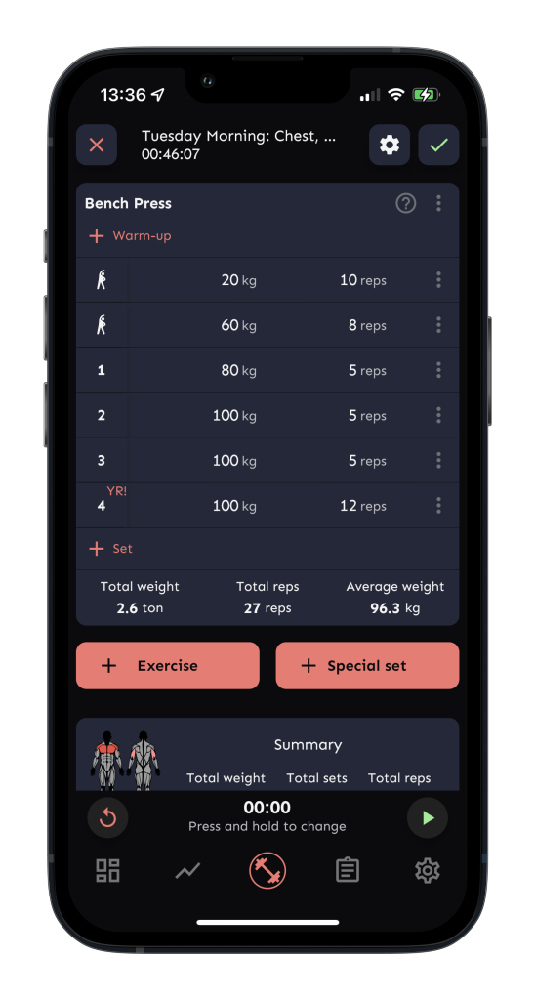 13:36
Tuesday Morning: Chest, ...
00:46:07
Bench Press
Warm-up
20 kg 10 reps
60 kg 8 reps
1 80 kg 5 reps
2 100 kg 5 reps
3 100 kg 5 reps
YR!
4 100 kg 12 reps
Set
Total weight Total reps Average weight
2.6 ton 27 reps 96.3 kg
+ Exercise + Special set
Summary
Total weight Total sets Total reps
00:00
Press and hold to change